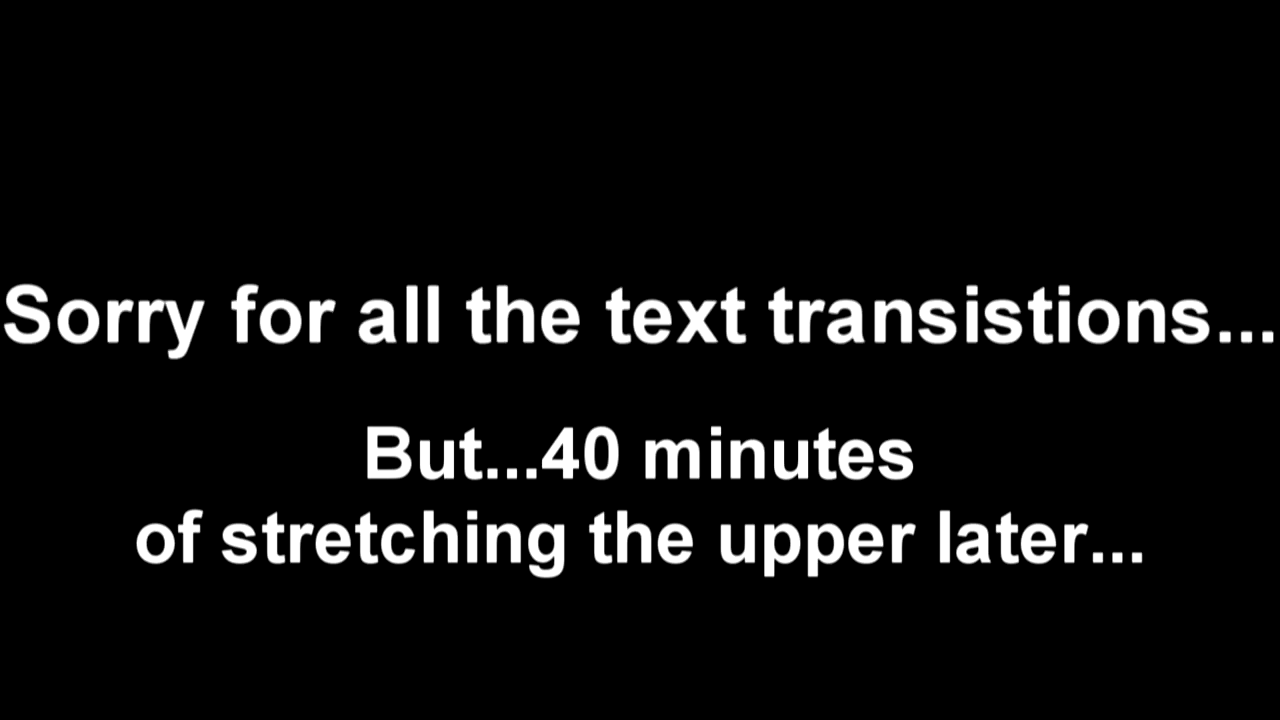 Sorry for all the text transistions...
But...40 minutes
of stretching the upper later...